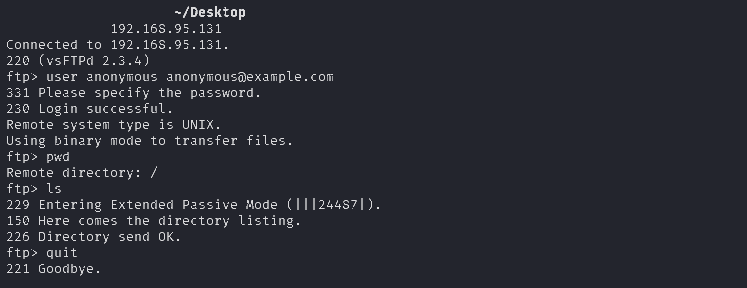 ~/Desktop
192.168.95.131
Connected to 192.168.95.131.
220 (vsFTPd 2.3.4)
ftp> user anonymous anonymous@example.com
331 Please specify the password.
230 Login successful.
Remote system type is UNIX.
Using binary mode to transfer files.
ftp> pwd
Remote directory: /
ftp> ls
229 Entering Extended Passive Mode (|||24487|).
150 Here comes the directory listing.
226 Directory send OK.
ftp> quit
221 Goodbye.